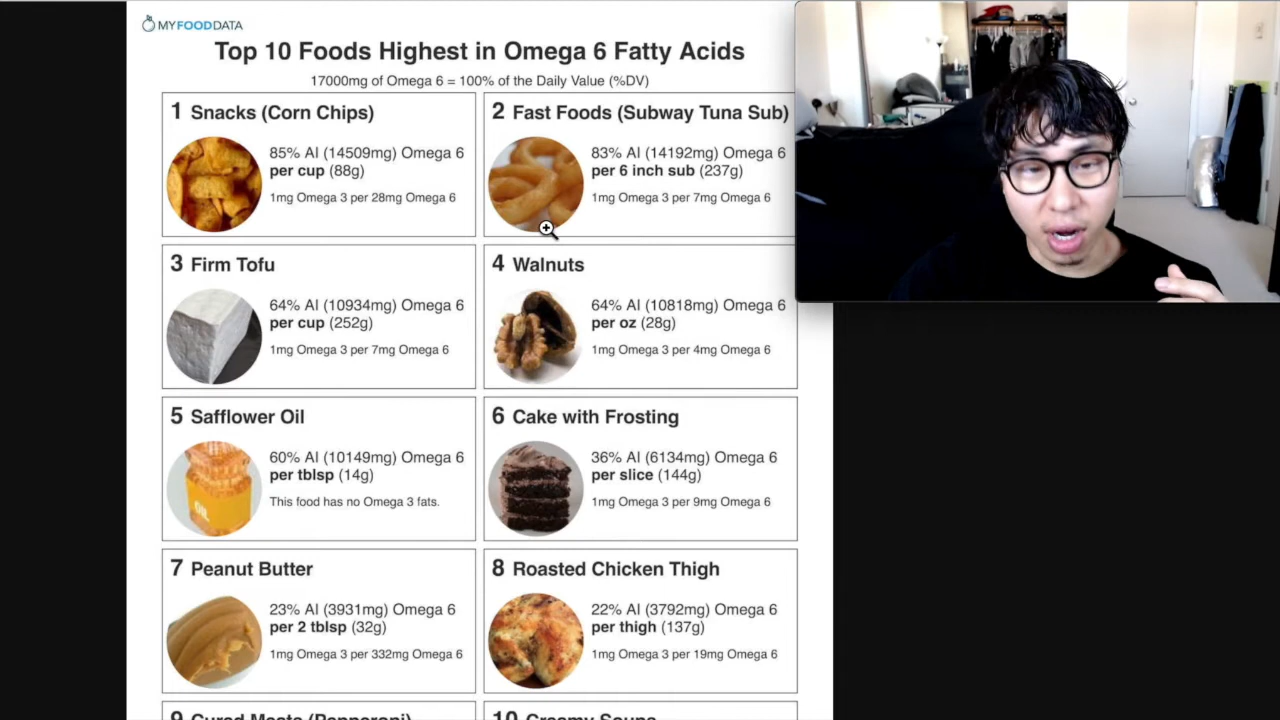 MYFOODDATA
Top 10 Foods Highest in Omega 6 Fatty Acids
17000mg of Omega 6 = 100% of the Daily Value (%DV)
1 Snacks (Corn Chips)
85% AI (14509mg) Omega 6
per cup (88g)
1mg Omega 3 per 28mg Omega 6
2 Fast Foods (Subway Tuna Sub)
83% AI (14192mg) Omega 6
per 6 inch sub (237g)
1mg Omega 3 per 7mg Omega 6
3 Firm Tofu
64% AI (10934mg) Omega 6
per cup (252g)
1mg Omega 3 per 7mg Omega 6
4 Walnuts
64% AI (10818mg) Omega 6
per oz (28g)
1mg Omega 3 per 4mg Omega 6
5 Safflower Oil
60% AI (10149mg) Omega 6
per tblsp (14g)
This food has no Omega 3 fats.
OIL
6 Cake with Frosting
36% AI (6134mg) Omega 6
per slice (144g)
1mg Omega 3 per 9mg Omega 6
7 Peanut Butter
23% AI (3931mg) Omega 6
per 2 tblsp (32g)
1mg Omega 3 per 332mg Omega 6
8 Roasted Chicken Thigh
22% AI (3792mg) Omega 6
per thigh (137g)
1mg Omega 3 per 19mg Omega 6
9 Cured Meats (Pepperoni)
10 Creamy Soups